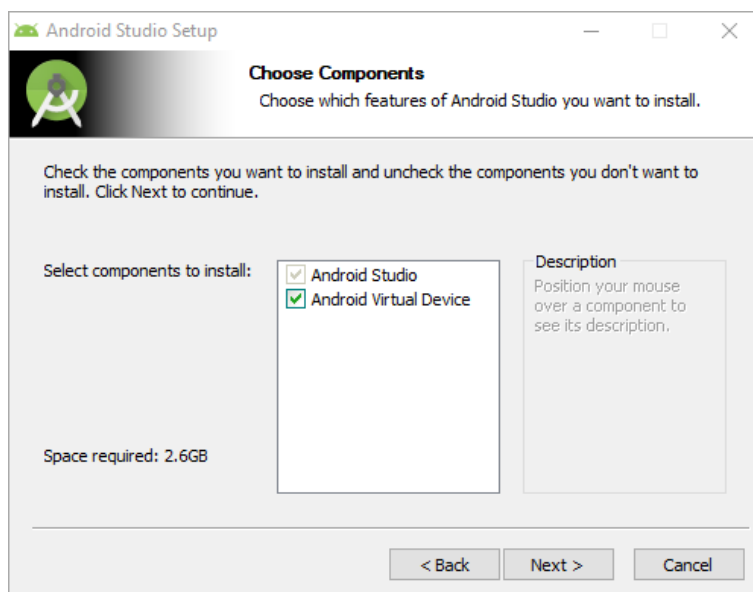 Android Studio Setup
Choose Components
Choose which features of Android Studio you want to install.
Check the components you want to install and uncheck the components you don't want to
install. Click Next to continue.
Select components to install:
Android Studio
Android Virtual Device
Description
Position your mouse
over a component to
see its description.
Space required: 2.6GB
< Back
Next >
Cancel